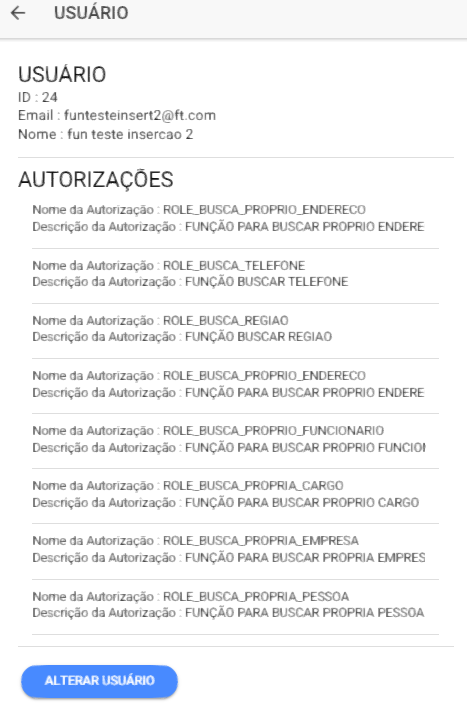 ← USUÁRIO
USUÁRIO
ID : 24
Email : funtesteinsert2@ft.com
Nome : fun teste insercao 2
AUTORIZAÇÕES
Nome da Autorização : ROLE_BUSCA_PROPRIO_ENDERECO
Descrição da Autorização : FUNÇÃO PARA BUSCAR PROPRIO ENDERE
Nome da Autorização : ROLE_BUSCA_TELEFONE
Descrição da Autorização : FUNÇÃO BUSCAR TELEFONE
Nome da Autorização : ROLE_BUSCA_REGIAO
Descrição da Autorização : FUNÇÃO BUSCAR REGIAO
Nome da Autorização : ROLE_BUSCA_PROPRIO_ENDERECO
Descrição da Autorização : FUNÇÃO PARA BUSCAR PROPRIO ENDERE
Nome da Autorização : ROLE_BUSCA_PROPRIO_FUNCIONARIO
Descrição da Autorização : FUNÇÃO PARA BUSCAR PROPRIO FUNCION
Nome da Autorização : ROLE_BUSCA_PROPRIA_CARGO
Descrição da Autorização : FUNÇÃO PARA BUSCAR PROPRIO CARGO
Nome da Autorização : ROLE_BUSCA_PROPRIA_EMPRESA
Descrição da Autorização : FUNÇÃO PARA BUSCAR PROPRIA EMPRES
Nome da Autorização : ROLE_BUSCA_PROPRIA_PESSOA
Descrição da Autorização : FUNÇÃO PARA BUSCAR PROPRIA PESSOA
ALTERAR USUÁRIO